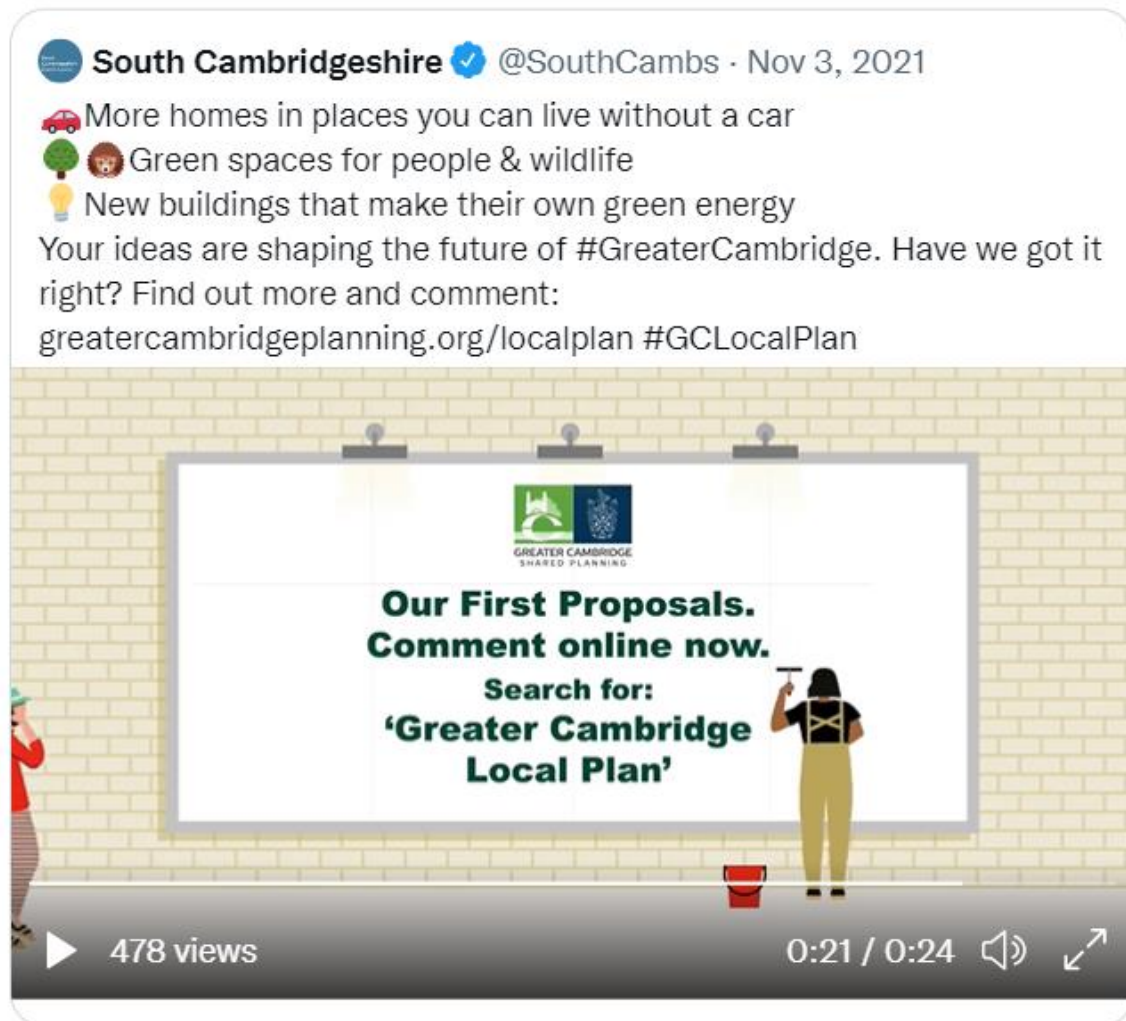 South Cambridgeshire @SouthCambs · Nov 3, 2021
🚗More homes in places you can live without a car
🌳🦔Green spaces for people & wildlife
💡 New buildings that make their own green energy
Your ideas are shaping the future of #GreaterCambridge. Have we got it
right? Find out more and comment:
greatercambridgeplanning.org/localplan #GCLocalPlan
GREATER CAMBRIDGE
SHARED PLANNING
Our First Proposals.
Comment online now.
Search for:
‘Greater Cambridge
Local Plan’
478 views
0:21 / 0:24